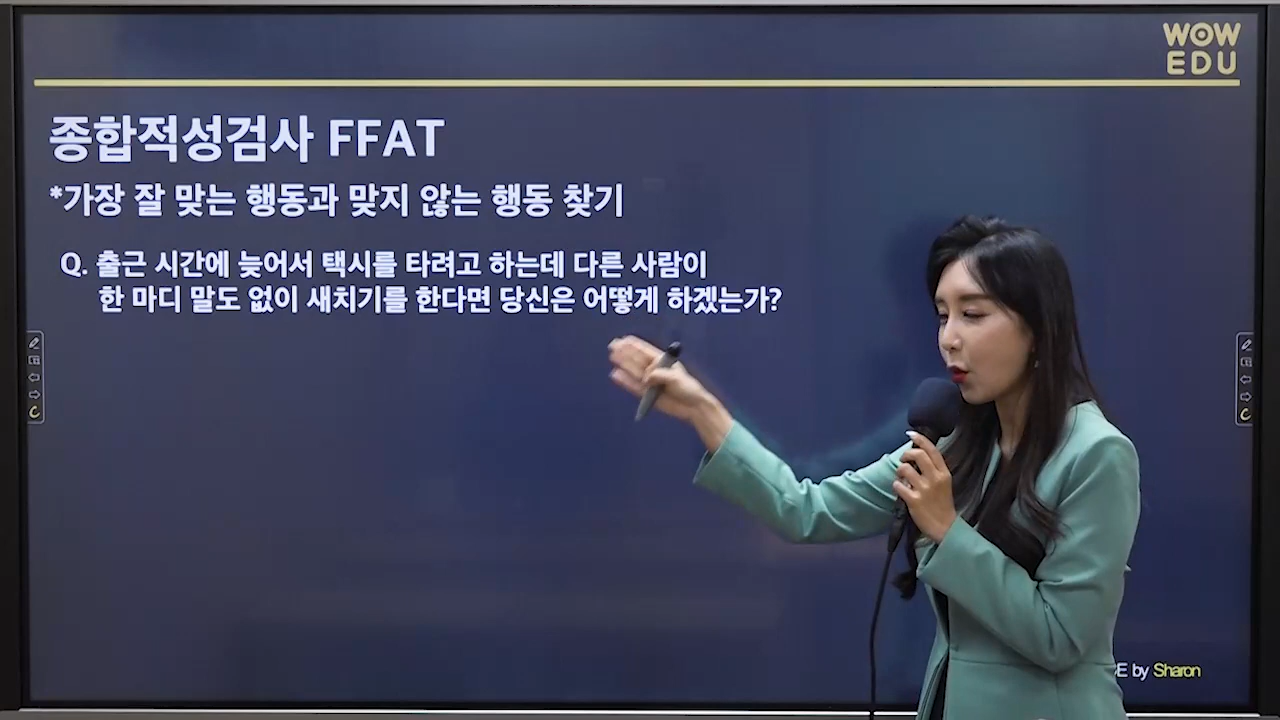 WOW
EDU
종합적성검사 FFAT
*가장 잘 맞는 행동과 맞지 않는 행동 찾기
Q. 출근 시간에 늦어서 택시를 타려고 하는데 다른 사람이
한 마디 말도 없이 새치기를 한다면 당신은 어떻게 하겠는가?
by Sharon